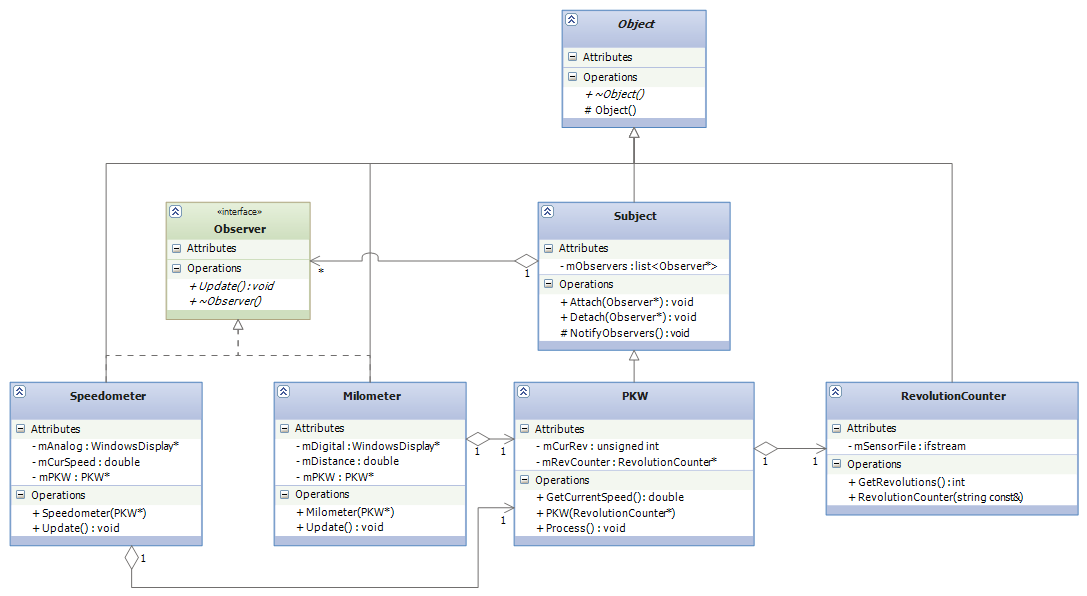 Object
Attributes
Operations
+ ~Object()
# Object()
«interface»
Observer
Attributes
Operations
+ Update() : void
+ ~Observer()
Subject
Attributes
- mObservers : list<Observer*>
Operations
+ Attach(Observer*) : void
+ Detach(Observer*) : void
# NotifyObservers() : void
*
1
Speedometer
Attributes
- mAnalog : WindowsDisplay*
- mCurSpeed : double
- mPKW : PKW*
Operations
+ Speedometer(PKW*)
+ Update() : void
1
Milometer
Attributes
- mDigital : WindowsDisplay*
- mDistance : double
- mPKW : PKW*
Operations
+ Milometer(PKW*)
+ Update() : void
1
1
1
PKW
Attributes
- mCurRev : unsigned int
- mRevCounter : RevolutionCounter*
Operations
+ GetCurrentSpeed() : double
+ PKW(RevolutionCounter*)
+ Process() : void
1
1
RevolutionCounter
Attributes
- mSensorFile : ifstream
Operations
+ GetRevolutions() : int
+ RevolutionCounter(string const&)